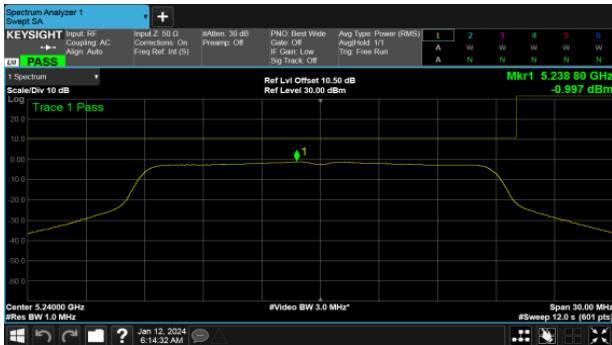 Spectrum Analyzer 1
Swept SA
+
KEYSIGHT
Input: RF
Coupling: AC
Align: Auto
Input Z: 50 Ω
Corrections: On
Freq Ref: Int (S)
#Atten: 30 dB
Preamp: Off
PNO: Best Wide
Gate: Off
IF Gain: Low
Sig Track: Off
Avg Type: Power (RMS)
Avg|Hold: 1/1
Trig: Free Run
1 2 3 4 5 6
A W W W W W
A N N N N N
LXI PASS
1 Spectrum
Scale/Div 10 dB
Ref Lvl Offset 10.50 dB
Ref Level 30.00 dBm
Mkr1 5.238 80 GHz
-0.997 dBm
Log
Trace 1 Pass
20.0
10.0
0.00
1
-10.0
-20.0
-30.0
-40.0
-50.0
-60.0
Center 5.24000 GHz
#Res BW 1.0 MHz
#Video BW 3.0 MHz*
Span 30.00 MHz
#Sweep 12.0 s (601 pts)
?
Jan 12, 2024
6:14:32 AM